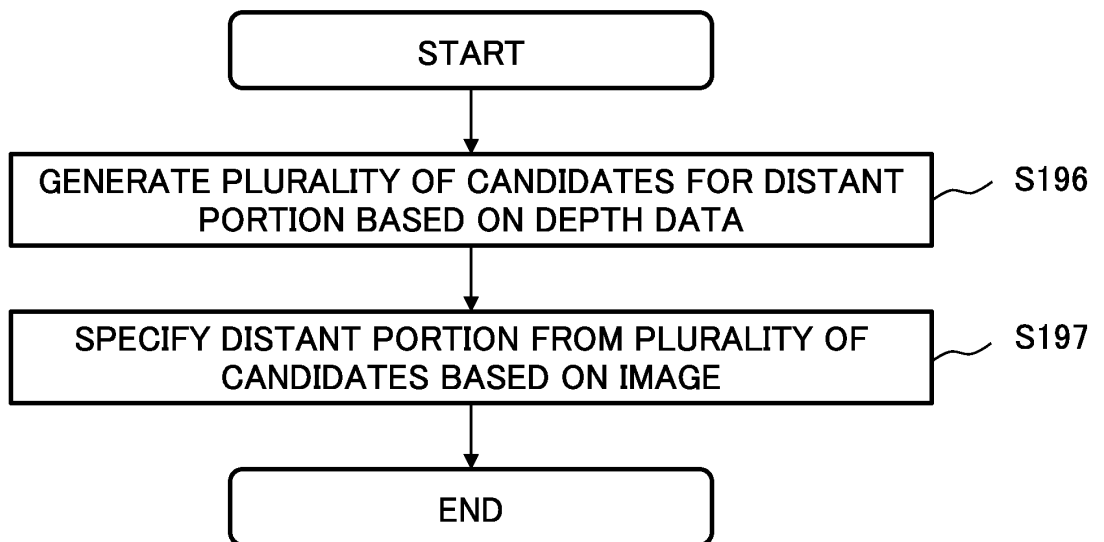 START
GENERATE PLURALITY OF CANDIDATES FOR DISTANT
PORTION BASED ON DEPTH DATA
S196
SPECIFY DISTANT PORTION FROM PLURALITY OF
CANDIDATES BASED ON IMAGE
S197
END